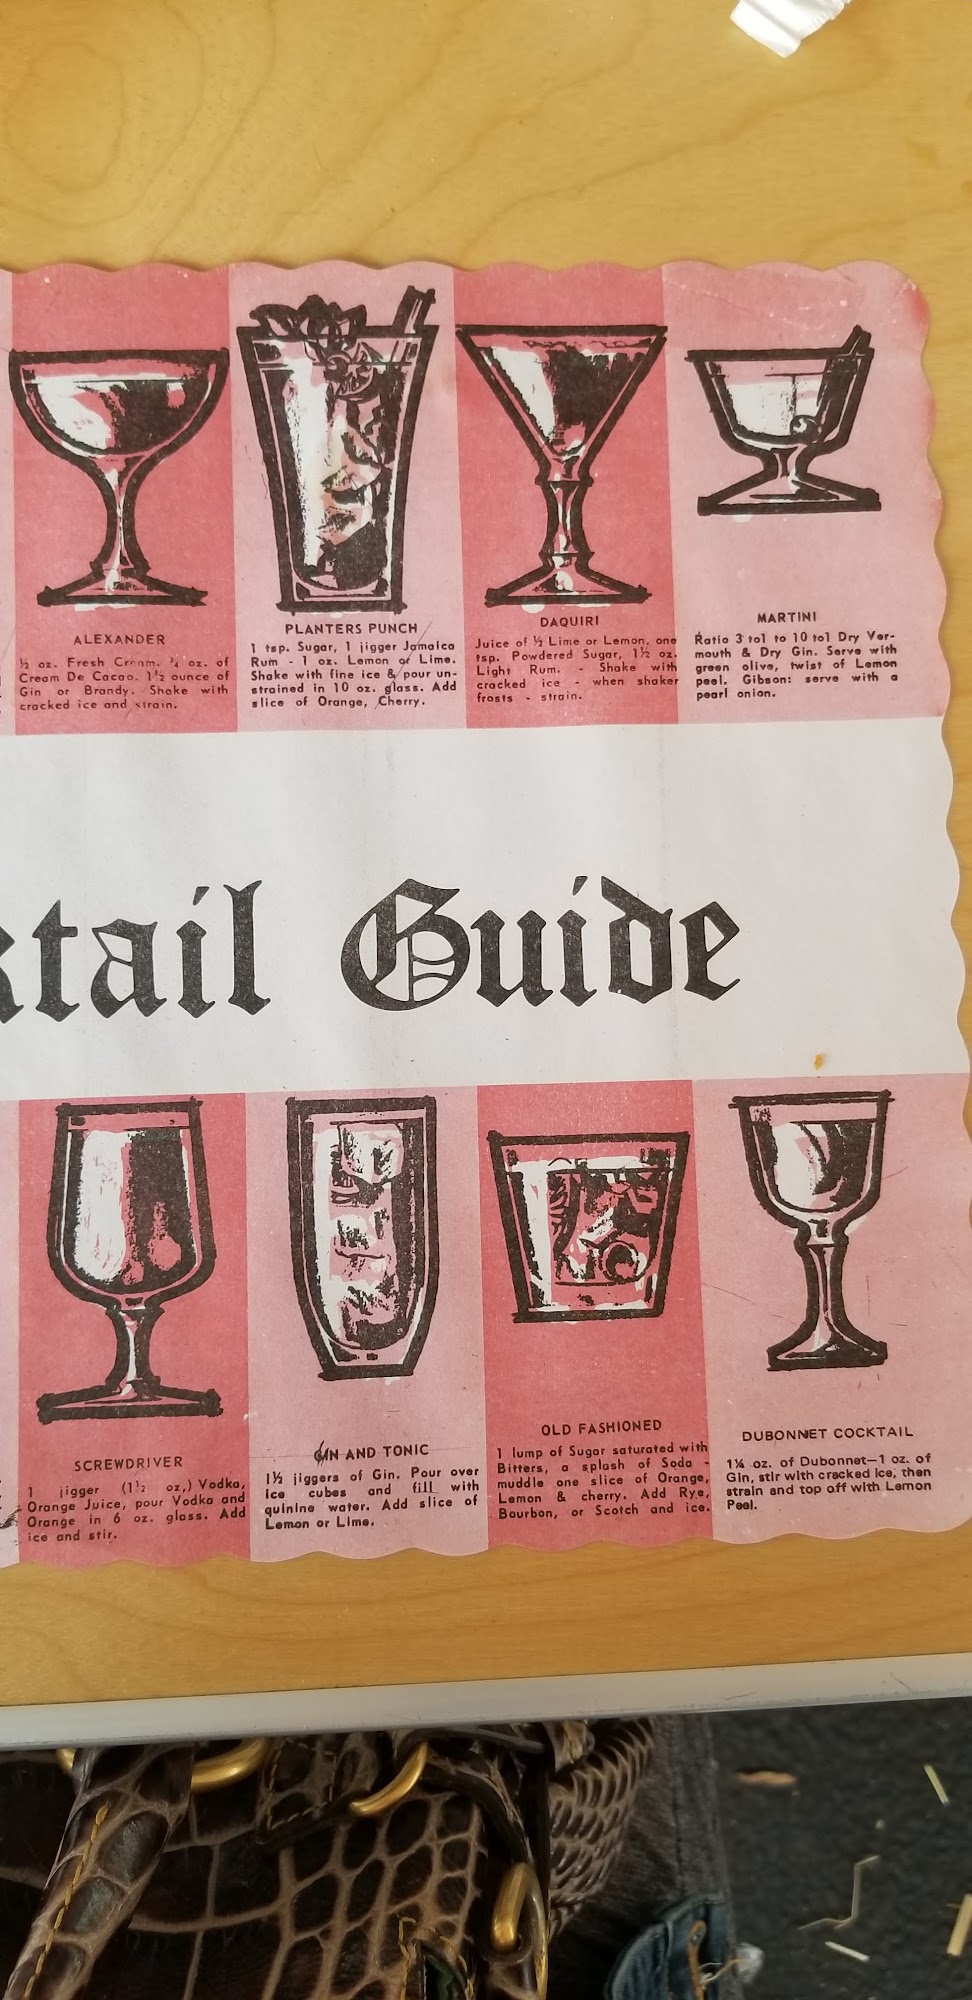 ALEXANDER
½ oz. Fresh Cream. ¾ oz. of
Cream De Cacao. 1½ ounce of
Gin or Brandy. Shake with
cracked ice and strain.
PLANTERS PUNCH
1 tsp. Sugar, 1 jigger Jamaica
Rum - 1 oz. Lemon or Lime.
Shake with fine ice & pour un-
strained in 10 oz. glass. Add
slice of Orange, Cherry.
DAQUIRI
Juice of ½ Lime or Lemon, one
tsp. Powdered Sugar, 1½ oz.
Light Rum. - Shake with
cracked ice - when shaker
frosts - strain.
MARTINI
Ratio 3 to1 to 10 to1 Dry Ver-
mouth & Dry Gin. Serve with
green olive, twist of Lemon
peel. Gibson: serve with a
pearl onion.
ktail Guide
SCREWDRIVER
1 jigger (1½ oz,) Vodka,
Orange Juice, pour Vodka and
Orange in 6 oz. glass. Add
ice and stir.
GIN AND TONIC
1½ jiggers of Gin. Pour over
ice cubes and fill with
quinine water. Add slice of
Lemon or Lime.
OLD FASHIONED
1 lump of Sugar saturated with
Bitters, a splash of Soda -
muddle one slice of Orange,
Lemon & cherry. Add Rye,
Bourbon, or Scotch and ice.
DUBONNET COCKTAIL
1¼ oz. of Dubonnet—1 oz. of
Gin, stir with cracked ice, then
strain and top off with Lemon
Peel.